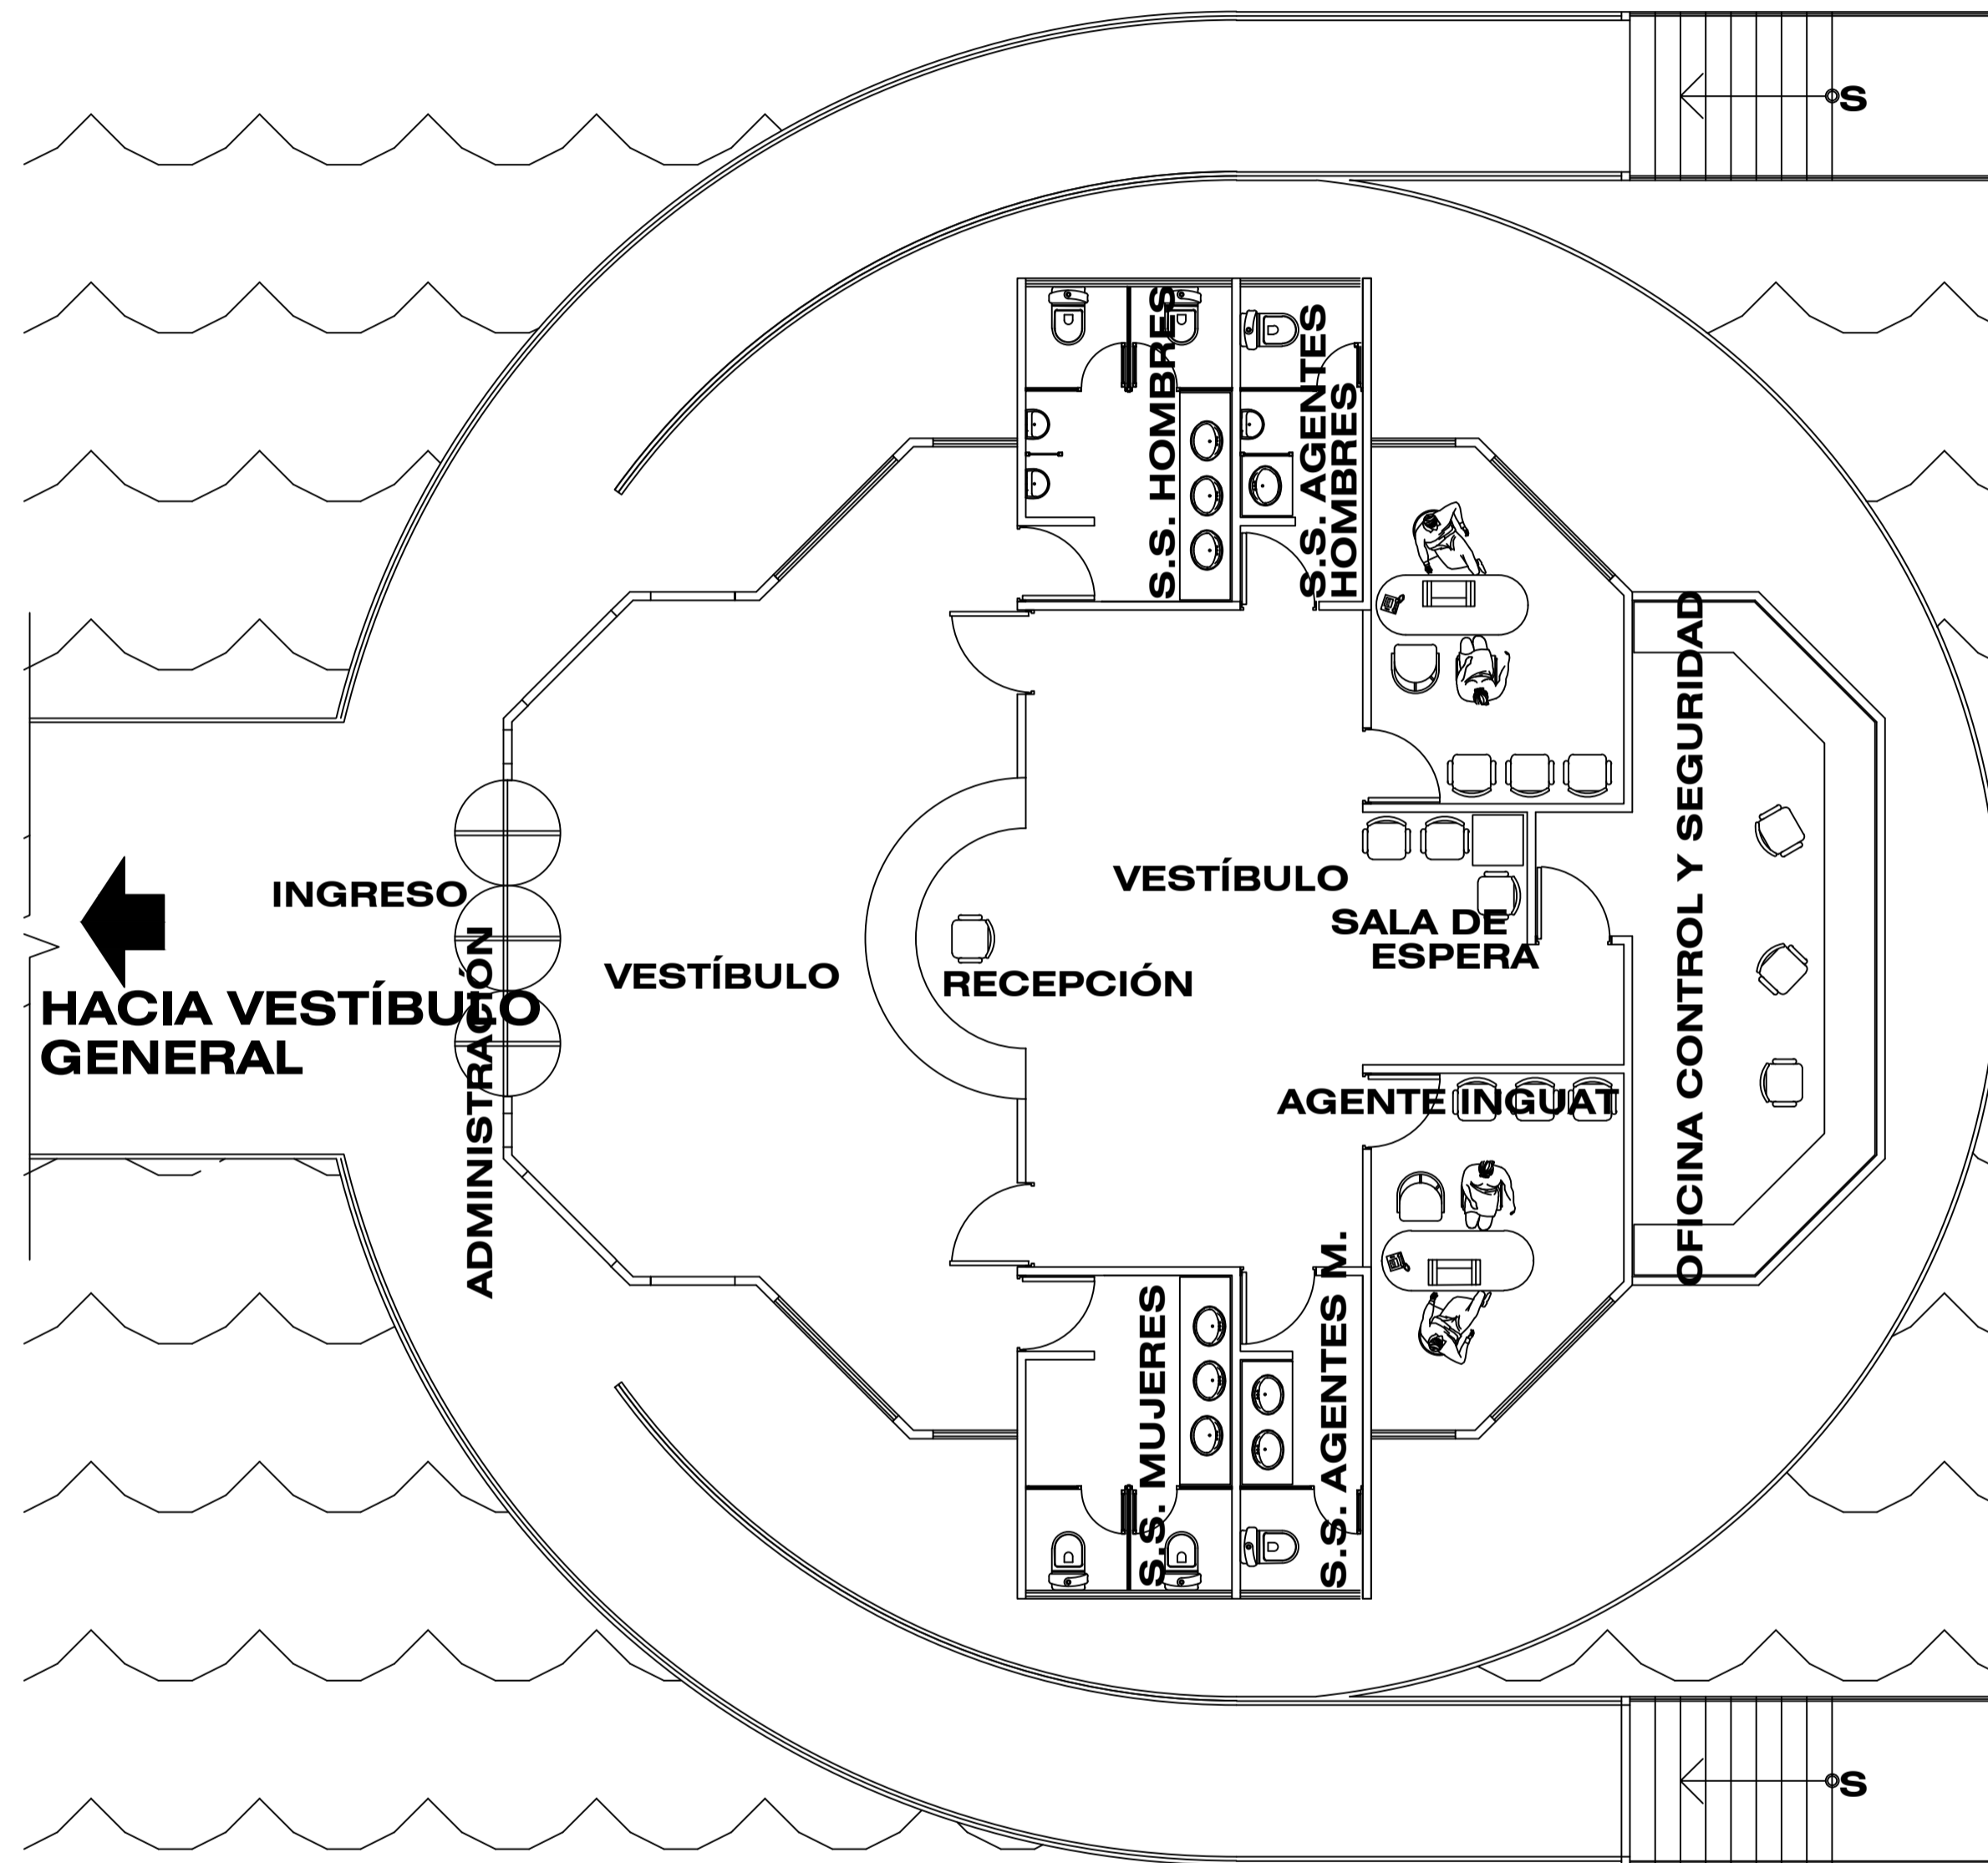 S
S.S. HOMBRES
S.S. AGENTES
HOMBRES
OFICINA CONTROL Y SEGURIDAD
VESTÍBULO
INGRESO
SALA DE
ESPERA
VESTÍBULO
RECEPCIÓN
HACIA VESTÍBULO
GENERAL
ADMINISTRACIÓN
AGENTE INGUAT
S.S. MUJERES
S.S. AGENTES M.
S